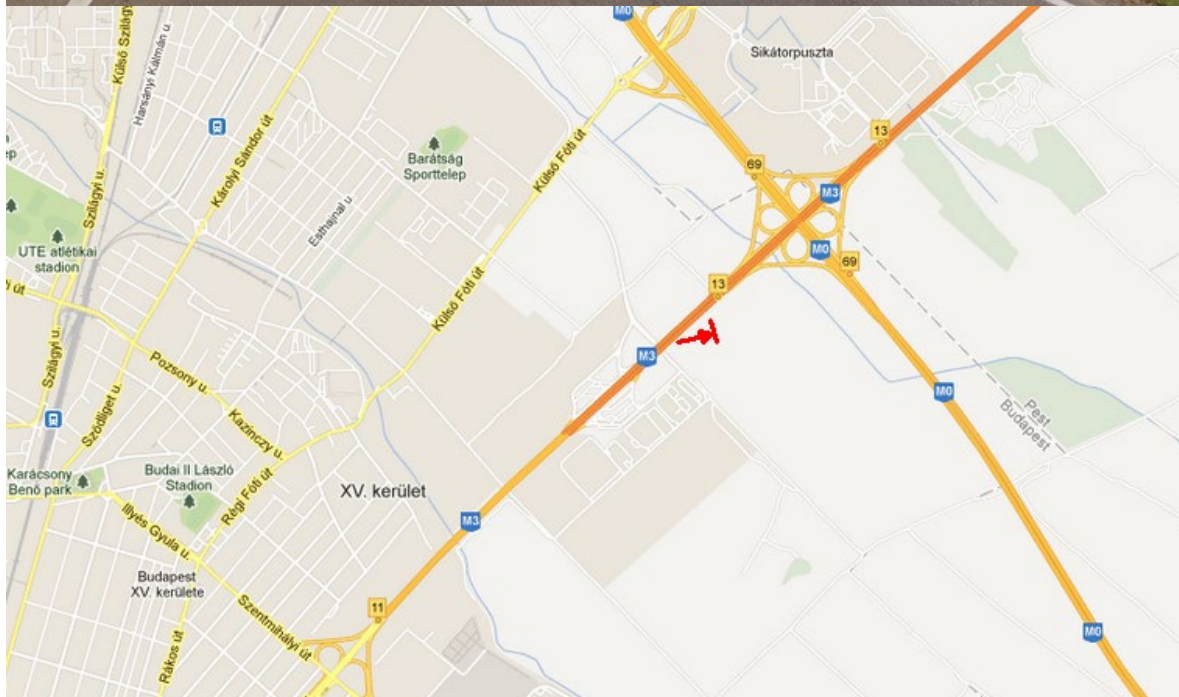 M0
Külső Szilágyi
Harsányi Kálmán u.
Sikátorpuszta
Károlyi Sándor út
Barátság
Sporttelep
Külső Fóti út
13
69
M3
Szilágyi u.
Esthajnal u.
UTE atlétikai
stadion
M0
69
13
Külső Fóti út
M3
Szilágyi u.
Pozsony u.
M0
Pest
Budapest
Sződliget u.
Kazinczy u.
Karácsony
Benő park
Budai II László
Stadion
Régi Fóti út
XV. kerület
M3
Illyés Gyula u.
Budapest
XV. kerülete
11
Szentmihályi út
M0
Rákos út